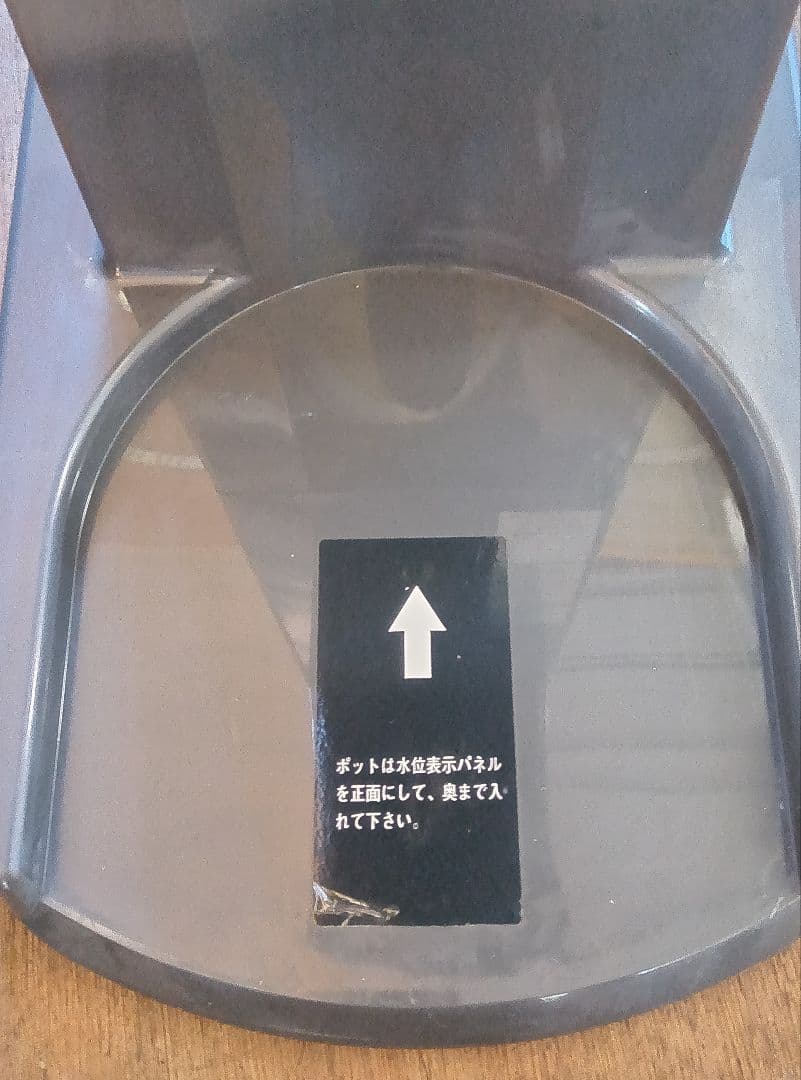 ポットは水位表示パネル
を正面にして、奥まで入
れて下さい。